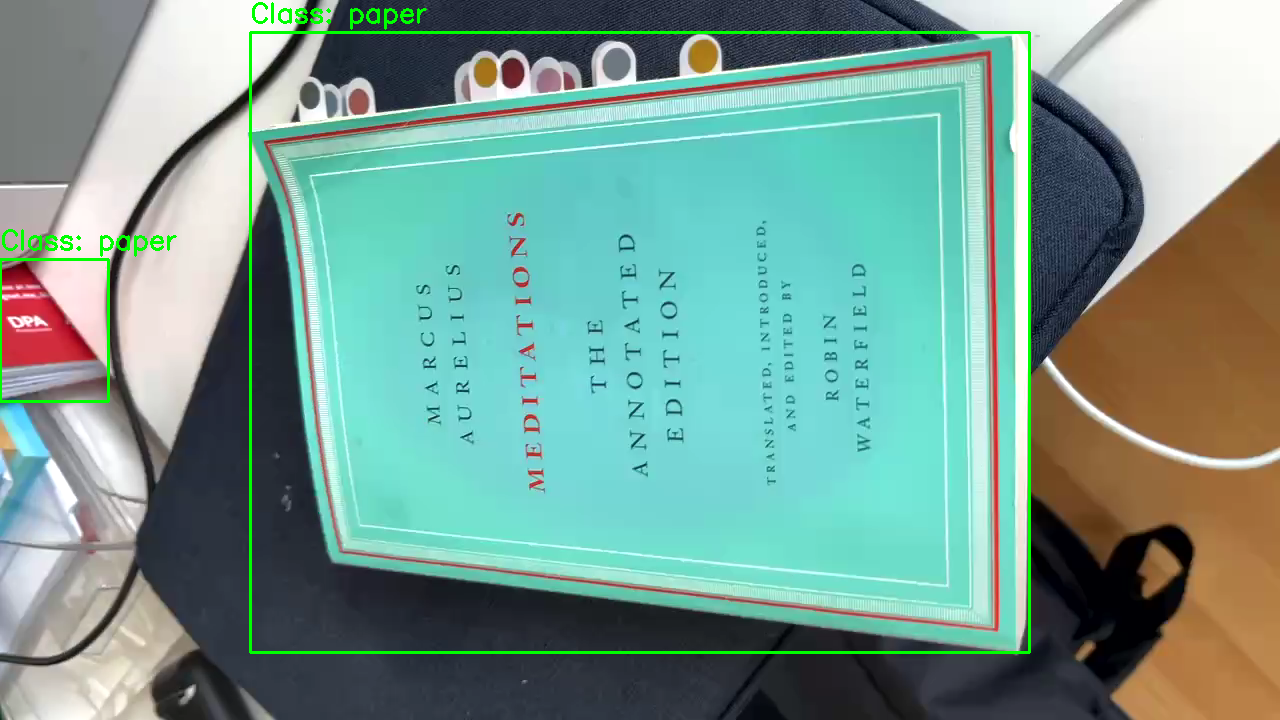 Class: paper
Class: paper
DPA
MARCUS
AURELIUS
MEDITATIONS
THE
ANNOTATED
EDITION
TRANSLATED, INTRODUCED,
AND EDITED BY
ROBIN
WATERFIELD